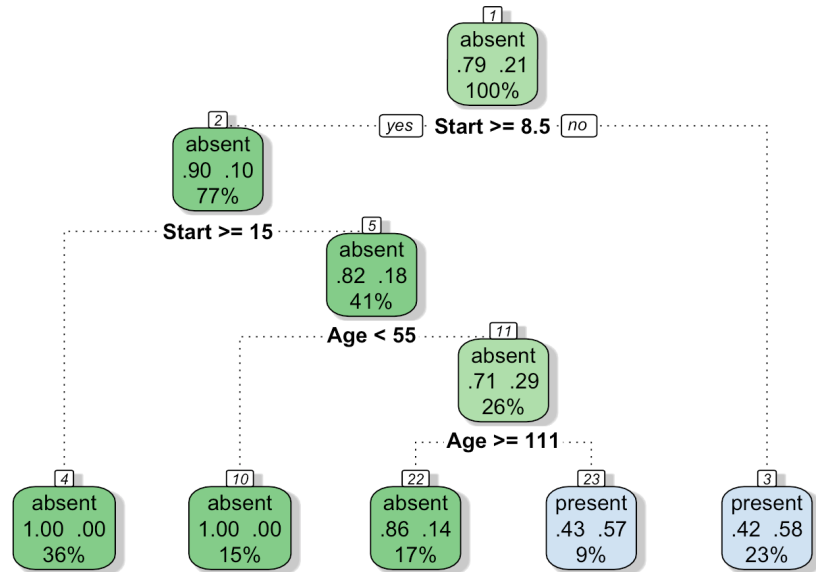 1
absent
.79 .21
100%
yes Start >= 8.5 no
2
absent
.90 .10
77%
Start >= 15
5
absent
.82 .18
41%
Age < 55
11
absent
.71 .29
26%
Age >= 111
4
absent
1.00 .00
36%
10
absent
1.00 .00
15%
22
absent
.86 .14
17%
23
present
.43 .57
9%
3
present
.42 .58
23%